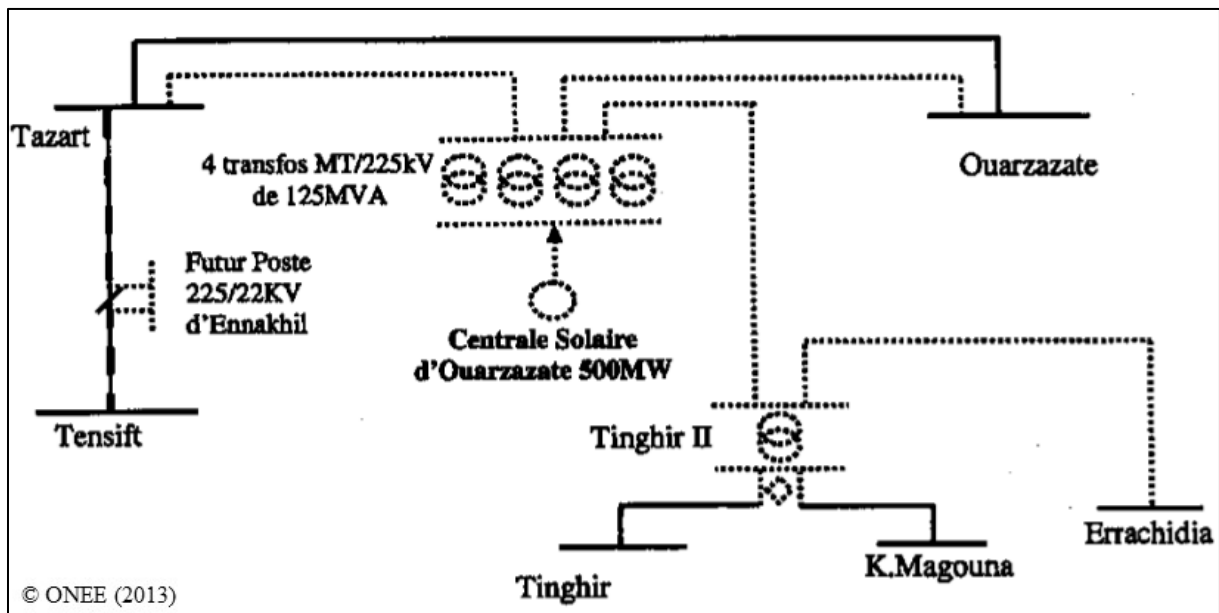 Tazart
4 transfos MT/225kV
de 125MVA
Ouarzazate
Futur Poste
225/22KV
d'Ennakhil
Centrale Solaire
d'Ouarzazate 500MW
Tensift
Tinghir II
Errachidia
K.Magouna
Tinghir
© ONEE (2013)